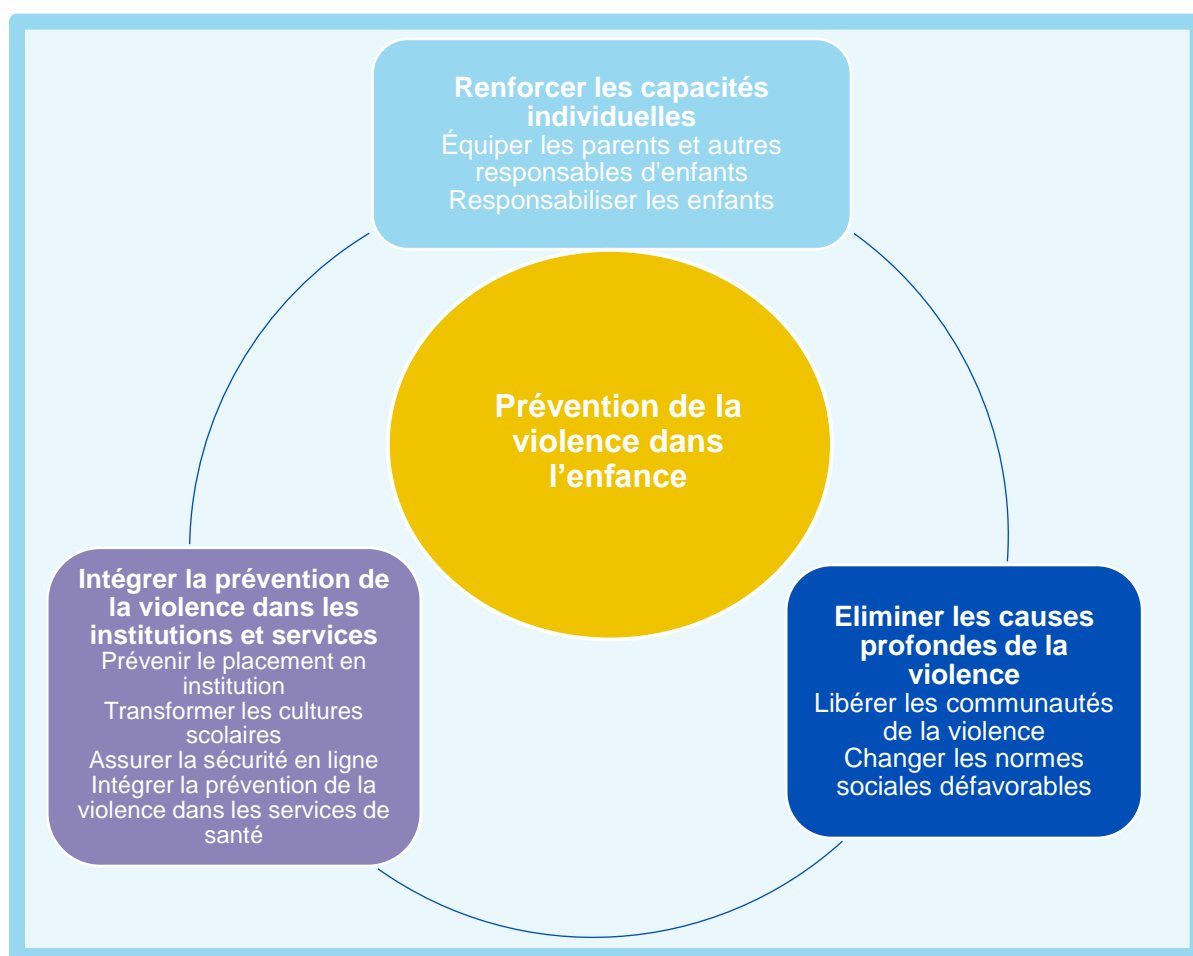 Renforcer les capacités
individuelles
Équiper les parents et autres
responsables d'enfants
Responsabiliser les enfants
Prévention de la
violence dans
l’enfance
Intégrer la prévention de
la violence dans les
institutions et services
Prévenir le placement en
institution
Transformer les cultures
scolaires
Assurer la sécurité en ligne
Intégrer la prévention de la
violence dans les services de
santé
Eliminer les causes
profondes de la
violence
Libérer les communautés
de la violence
Changer les normes
sociales défavorables